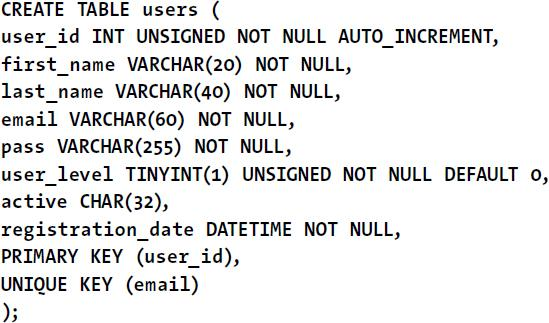 CREATE TABLE users (
user_id INT UNSIGNED NOT NULL AUTO_INCREMENT,
first_name VARCHAR(20) NOT NULL,
last_name VARCHAR(40) NOT NULL,
email VARCHAR(60) NOT NULL,
pass VARCHAR(255) NOT NULL,
user_level TINYINT(1) UNSIGNED NOT NULL DEFAULT 0,
active CHAR(32),
registration_date DATETIME NOT NULL,
PRIMARY KEY (user_id),
UNIQUE KEY (email)
);